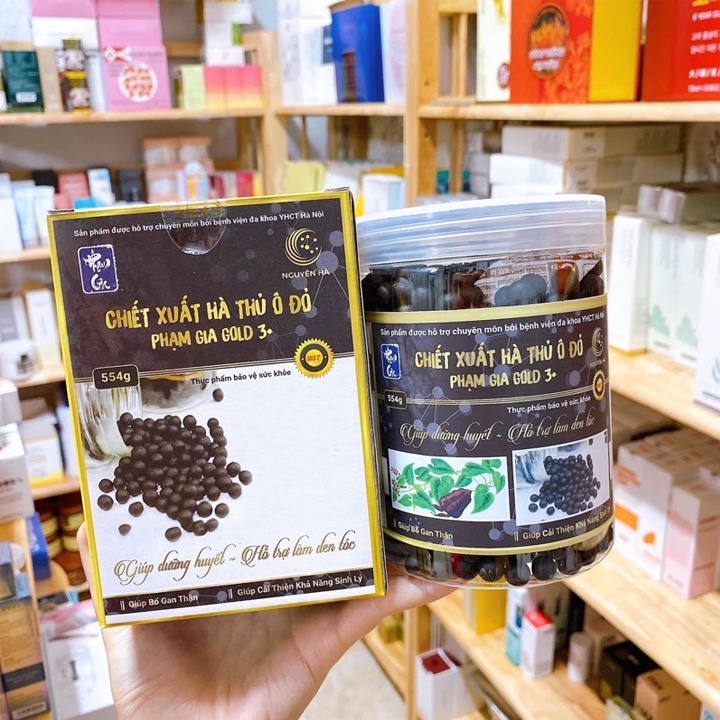 Sản phẩm được hỗ trợ chuyên môn bởi bệnh viện đa khoa YHCT Hà Nội
NGUYÊN HÀ
CHIẾT XUẤT HÀ THỦ Ô ĐỎ
PHẠM GIA GOLD 3+
554g
Thực phẩm bảo vệ sức khỏe
Giúp dưỡng huyết ~ Hỗ trợ làm đen tóc
Giúp Bổ Gan Thận
Giúp Cải Thiện Khả Năng Sinh Lý
Sản phẩm được hỗ trợ chuyên môn bởi bệnh viện đa khoa YHCT Hà Nội
NGUYÊN HÀ
CHIẾT XUẤT HÀ THỦ Ô ĐỎ
PHẠM GIA GOLD 3+
554g
Thực phẩm bảo vệ sức khỏe
Giúp dưỡng huyết ~ Hỗ trợ làm đen tóc
Giúp Bổ Gan Thận
Giúp Cải Thiện Khả Năng Sinh Lý